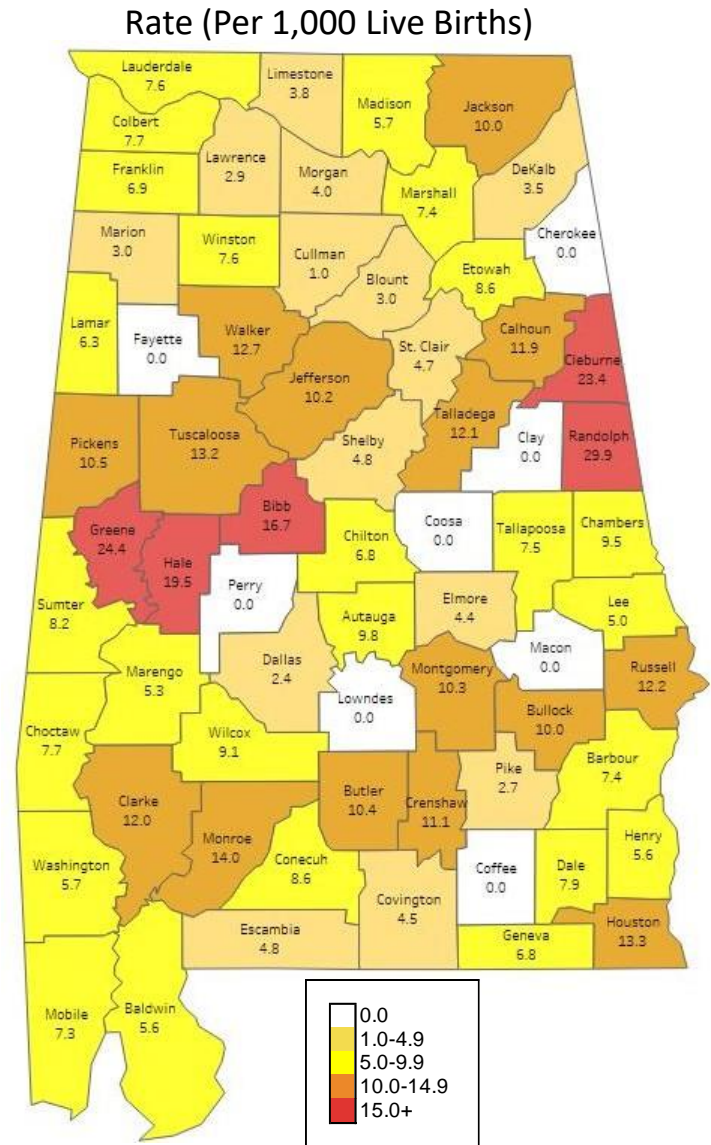 Rate (Per 1,000 Live Births)
Lauderdale
7.6
Limestone
3.8
Madison
5.7
Jackson
10.0
Colbert
7.7
Lawrence
2.9
Franklin
6.9
Morgan
4.0
DeKalb
3.5
Marshall
7.4
Marion
3.0
Winston
7.6
Cullman
1.0
Cherokee
0.0
Blount
3.0
Etowah
8.6
Lamar
6.3
Fayette
0.0
Walker
12.7
Calhoun
11.9
St. Clair
4.7
Cleburne
23.4
Jefferson
10.2
Talladega
12.1
Pickens
10.5
Tuscaloosa
13.2
Shelby
4.8
Clay
0.0
Randolph
29.9
Bibb
16.7
Greene
24.4
Hale
19.5
Chilton
6.8
Coosa
0.0
Tallapoosa
7.5
Chambers
9.5
Perry
0.0
Sumter
8.2
Autauga
9.8
Elmore
4.4
Lee
5.0
Marengo
5.3
Dallas
2.4
Macon
0.0
Montgomery
10.3
Russell
12.2
Lowndes
0.0
Bullock
10.0
Choctaw
7.7
Wilcox
9.1
Barbour
7.4
Pike
2.7
Clarke
12.0
Butler
10.4
Crenshaw
11.1
Monroe
14.0
Washington
5.7
Conecuh
8.6
Coffee
0.0
Dale
7.9
Henry
5.6
Covington
4.5
Escambia
4.8
Geneva
6.8
Houston
13.3
Mobile
7.3
Baldwin
5.6
0.0
1.0-4.9
5.0-9.9
10.0-14.9
15.0+